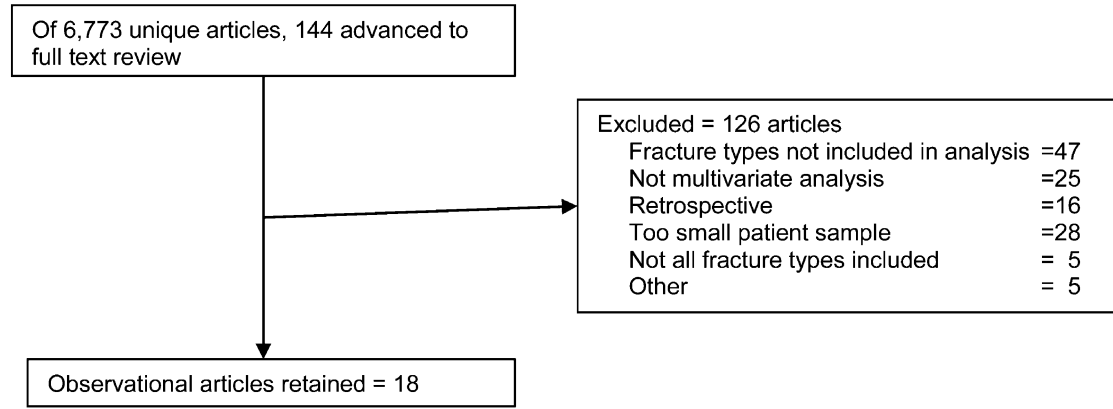 Of 6,773 unique articles, 144 advanced to
full text review
Excluded = 126 articles
Fracture types not included in analysis =47
Not multivariate analysis =25
Retrospective =16
Too small patient sample =28
Not all fracture types included = 5
Other = 5
Observational articles retained = 18